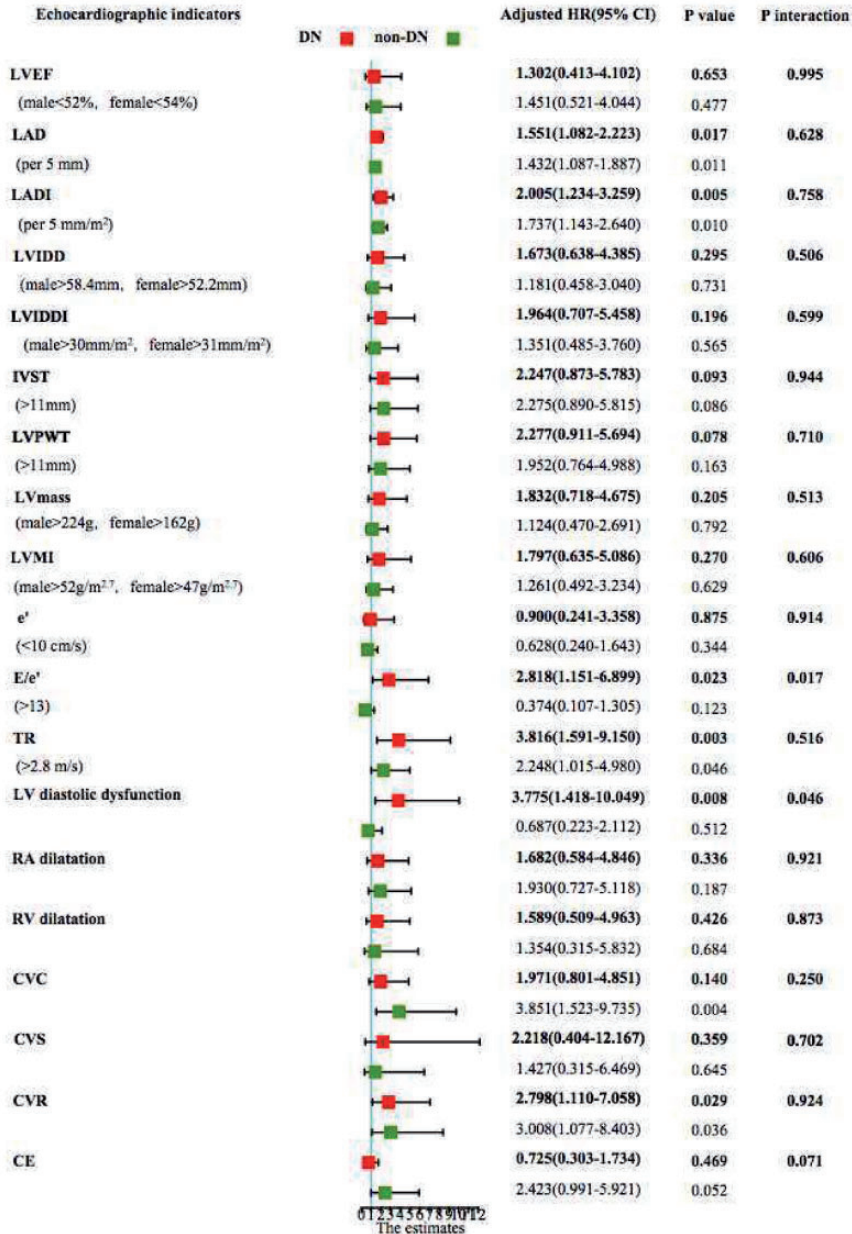 Echocardiographic indicators Adjusted HR(95% CI) P value P interaction
DN non-DN
LVEF 1.302(0.413-4.102) 0.653 0.995
(male<52%, female<54%) 1.451(0.521-4.044) 0.477
LAD 1.551(1.082-2.223) 0.017 0.628
(per 5 mm) 1.432(1.087-1.887) 0.011
LADI 2.005(1.234-3.259) 0.005 0.758
(per 5 mm/m²) 1.737(1.143-2.640) 0.010
LVIDD 1.673(0.638-4.385) 0.295 0.506
(male>58.4mm, female>52.2mm) 1.181(0.458-3.040) 0.731
LVIDDI 1.964(0.707-5.458) 0.196 0.599
(male>30mm/m², female>31mm/m²) 1.351(0.485-3.760) 0.565
IVST 2.247(0.873-5.783) 0.093 0.944
(>11mm) 2.275(0.890-5.815) 0.086
LVPWT 2.277(0.911-5.694) 0.078 0.710
(>11mm) 1.952(0.764-4.988) 0.163
LVmass 1.832(0.718-4.675) 0.205 0.513
(male>224g, female>162g) 1.124(0.470-2.691) 0.792
LVMI 1.797(0.635-5.086) 0.270 0.606
(male>52g/m²·⁷, female>47g/m²·⁷) 1.261(0.492-3.234) 0.629
e' 0.900(0.241-3.358) 0.875 0.914
(<10 cm/s) 0.628(0.240-1.643) 0.344
E/e' 2.818(1.151-6.899) 0.023 0.017
(>13) 0.374(0.107-1.305) 0.123
TR 3.816(1.591-9.150) 0.003 0.516
(>2.8 m/s) 2.248(1.015-4.980) 0.046
LV diastolic dysfunction 3.775(1.418-10.049) 0.008 0.046
0.687(0.223-2.112) 0.512
RA dilatation 1.682(0.584-4.846) 0.336 0.921
1.930(0.727-5.118) 0.187
RV dilatation 1.589(0.509-4.963) 0.426 0.873
1.354(0.315-5.832) 0.684
CVC 1.971(0.801-4.851) 0.140 0.250
3.851(1.523-9.735) 0.004
CVS 2.218(0.404-12.167) 0.359 0.702
1.427(0.315-6.469) 0.645
CVR 2.798(1.110-7.058) 0.029 0.924
3.008(1.077-8.403) 0.036
CE 0.725(0.303-1.734) 0.469 0.071
2.423(0.991-5.921) 0.052
0 1 2 3 4 5 6 7 8 9 10 11 12
The estimates